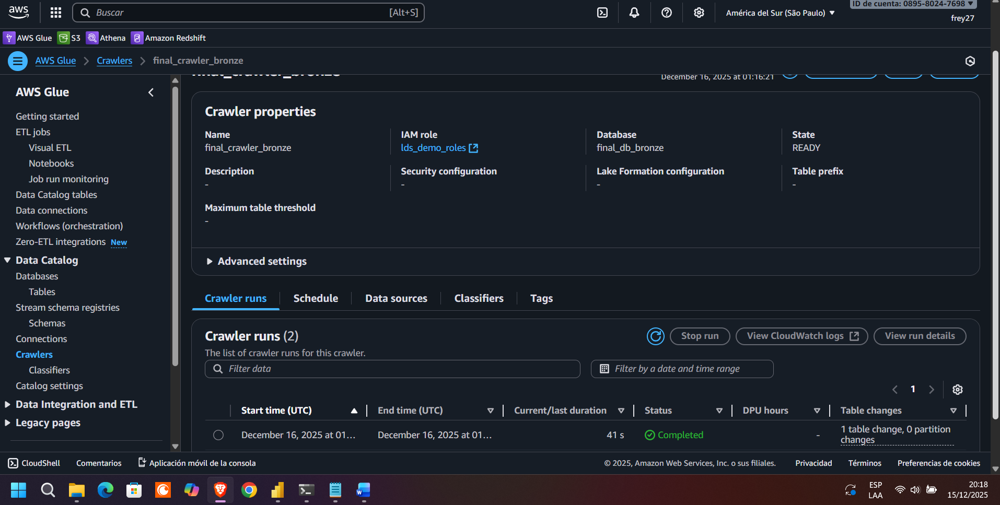 aws
Buscar
[Alt+S]
América del Sur (São Paulo)
ID de cuenta: 0895-8024-7698
frey27
AWS Glue
S3
Athena
Amazon Redshift
AWS Glue
Crawlers
final_crawler_bronze
final_crawler_bronze
December 16, 2025 at 01:16:21
AWS Glue
Getting started
ETL jobs
Visual ETL
Notebooks
Job run monitoring
Data Catalog tables
Data connections
Workflows (orchestration)
Zero-ETL integrations New
Data Catalog
Databases
Tables
Stream schema registries
Schemas
Connections
Crawlers
Classifiers
Catalog settings
Data Integration and ETL
Legacy pages
Crawler properties
Name
final_crawler_bronze
IAM role
lds_demo_roles
Database
final_db_bronze
State
READY
Description
-
Security configuration
-
Lake Formation configuration
-
Table prefix
-
Maximum table threshold
-
Advanced settings
Crawler runs
Schedule
Data sources
Classifiers
Tags
Crawler runs (2)
The list of crawler runs for this crawler.
Stop run
View CloudWatch logs
View run details
Filter data
Filter by a date and time range
1
Start time (UTC)
End time (UTC)
Current/last duration
Status
DPU hours
Table changes
December 16, 2025 at 01...
December 16, 2025 at 01...
41 s
Completed
-
1 table change, 0 partition
changes
CloudShell
Comentarios
Aplicación móvil de la consola
© 2025, Amazon Web Services, Inc. o sus filiales.
Privacidad
Términos
Preferencias de cookies
ESP
LAA
20:18
15/12/2025